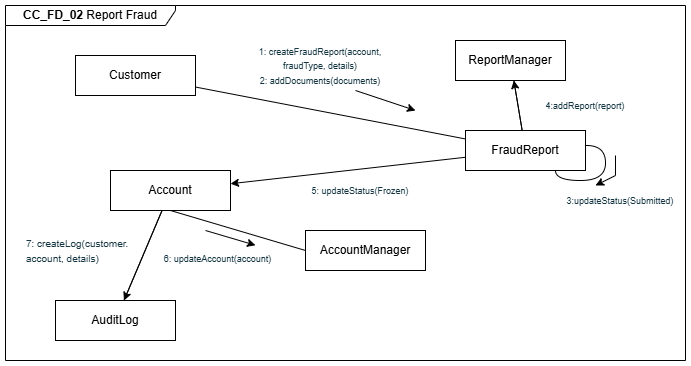 CC_FD_02 Report Fraud
1: createFraudReport(account,
fraudType, details)
2: addDocuments(documents)
Customer
ReportManager
4:addReport(report)
FraudReport
3:updateStatus(Submitted)
5: updateStatus(Frozen)
Account
7: createLog(customer.
account, details)
6: updateAccount(account)
AccountManager
AuditLog